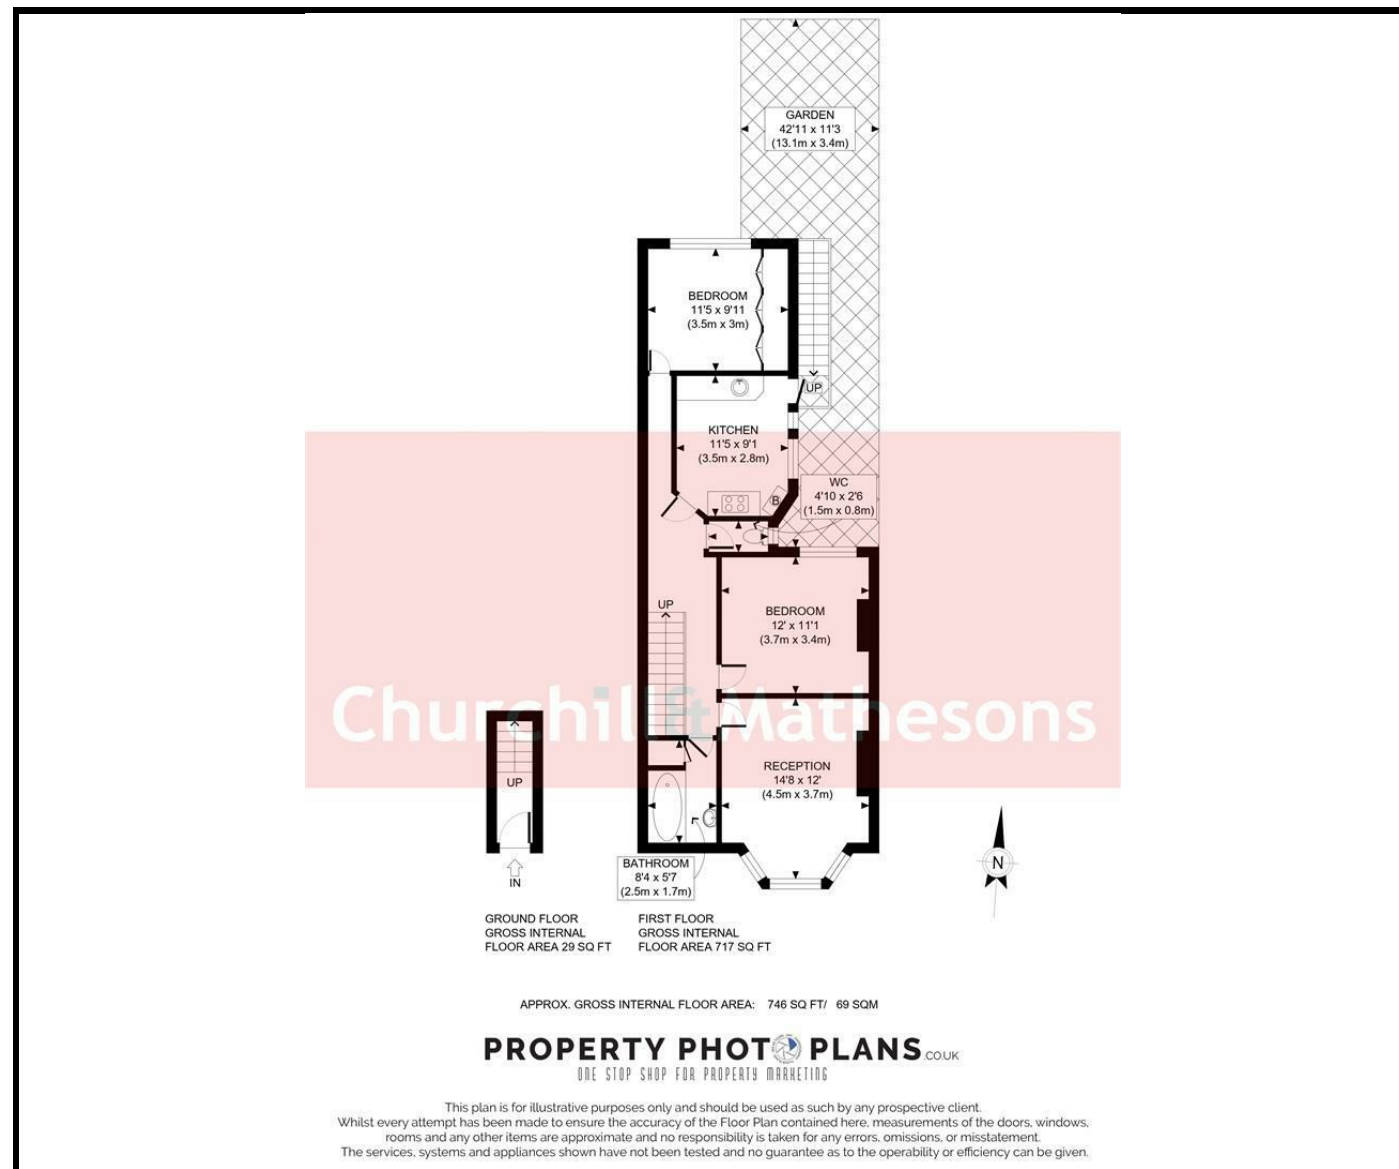 GARDEN
42'11 x 11'3
(13.1m x 3.4m)
BEDROOM
11'5 x 9'11
(3.5m x 3m)
UP
KITCHEN
11'5 x 9'1
(3.5m x 2.8m)
WC
4'10 x 2'6
(1.5m x 0.8m)
B
UP
BEDROOM
12' x 11'1
(3.7m x 3.4m)
Churchill ft Mathesons
UP
RECEPTION
14'8 x 12'
(4.5m x 3.7m)
BATHROOM
8'4 x 5'7
(2.5m x 1.7m)
N
IN
GROUND FLOOR
GROSS INTERNAL
FLOOR AREA 29 SQ FT
FIRST FLOOR
GROSS INTERNAL
FLOOR AREA 717 SQ FT
APPROX. GROSS INTERNAL FLOOR AREA: 746 SQ FT/ 69 SQM
PROPERTY PHOTO PLANS.CO.UK
ONE STOP SHOP FOR PROPERTY MARKETING
This plan is for illustrative purposes only and should be used as such by any prospective client.
Whilst every attempt has been made to ensure the accuracy of the Floor Plan contained here, measurements of the doors, windows,
rooms and any other items are approximate and no responsibility is taken for any errors, omissions, or misstatement.
The services, systems and appliances shown have not been tested and no guarantee as to the operability or efficiency can be given.